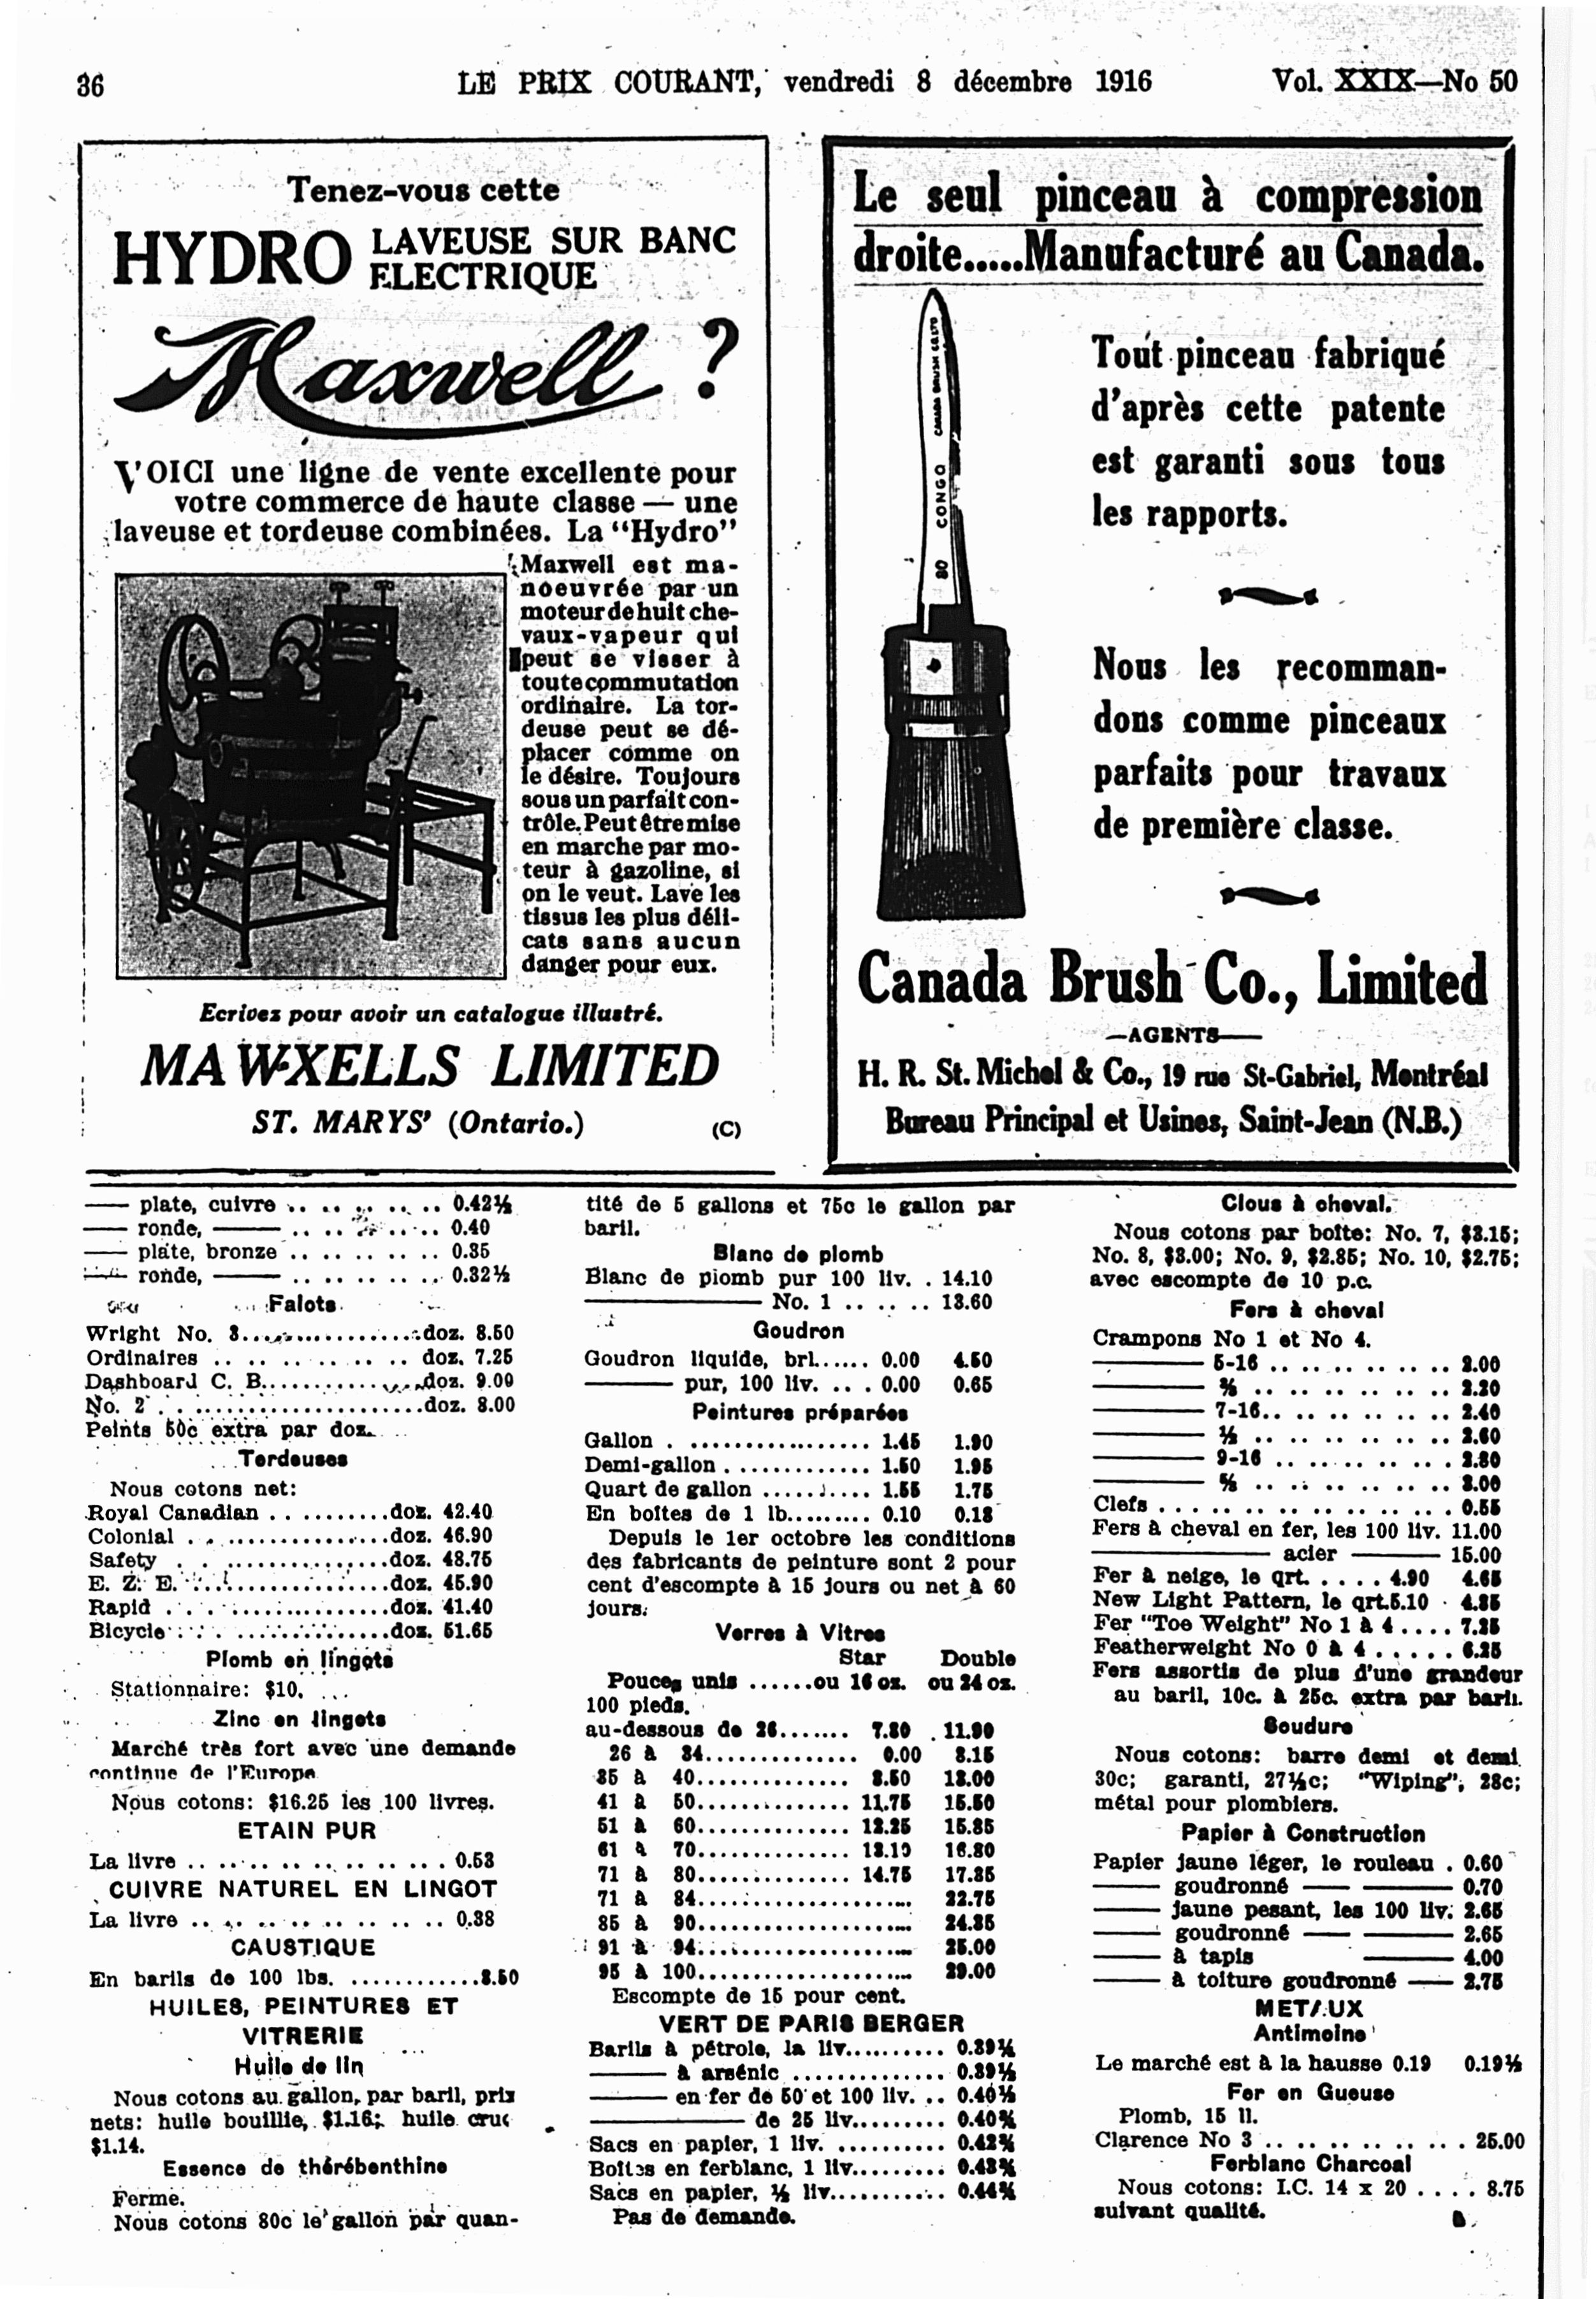 36
LE PRIX COURANT, vendredi 8 décembre 1916
Vol. XXIX—No 50
Tenez-vous cette
HYDRO
LAVEUSE SUR BANC
ELECTRIQUE
Maxwell ?
VOICI une ligne de vente excellente pour
votre commerce de haute classe — une
laveuse et tordeuse combinées. La "Hydro"
Maxwell est ma-
noeuvrée par un
moteur de huit che-
vaux-vapeur qui
peut se visser à
toute commutation
ordinaire. La tor-
deuse peut se dé-
placer comme on
le désire. Toujours
sous un parfait con-
trôle. Peut être mise
en marche par mo-
teur à gazoline, si
on le veut. Lave les
tissus les plus déli-
cats sans aucun
danger pour eux.
Ecrivez pour avoir un catalogue illustré.
MAWXELLS LIMITED
ST. MARYS' (Ontario.)
(C)
Le seul pinceau à compression
droite.....Manufacturé au Canada.
CANADA BRUSH CO. LTD
CONGO
80
Tout pinceau fabriqué
d'après cette patente
est garanti sous tous
les rapports.
Nous les recomman-
dons comme pinceaux
parfaits pour travaux
de première classe.
Canada Brush Co., Limited
—AGENTS—
H. R. St. Michel & Co., 19 rue St-Gabriel, Montréal
Bureau Principal et Usines, Saint-Jean (N.B.)
—— plate, cuivre .. .. .. .. .. 0.42½
—— ronde, —— .. .. .. .. 0.40
—— plate, bronze .. .. .. .. .. 0.35
—— ronde, —— .. .. .. .. .. 0.32½
Falots
Wright No. 3..................doz. 8.50
Ordinaires .. .. .. .. .. .. doz. 7.25
Dashboard C. B................doz. 9.00
No. 2 ........................doz. 8.00
Peints 50c extra par doz.
Tordeuses
Nous cotons net:
Royal Canadian ..........doz. 42.40
Colonial . ...............doz. 46.90
Safety . . ...............doz. 48.75
E. Z. E. ................doz. 45.90
Rapid . . . ..............doz. 41.40
Bicycle . . . .............doz. 51.65
Plomb en lingots
Stationnaire: $10.
Zinc en lingots
Marché très fort avec une demande
continue de l'Europe
Nous cotons: $16.25 les 100 livres.
ETAIN PUR
La livre .. .. .. .. .. .. .. .. 0.53
CUIVRE NATUREL EN LINGOT
La livre .. .. .. .. .. .. .. .. 0.38
CAUSTIQUE
En barils de 100 lbs. ............8.50
HUILES, PEINTURES ET
VITRERIE
Huile de lin
Nous cotons au gallon, par baril, prix
nets: huile bouillie, $1.16; huile crue
$1.14.
Essence de thérébenthine
Ferme.
Nous cotons 80c le gallon par quan-
tité de 5 gallons et 75c le gallon par
baril.
Blanc de plomb
Blanc de plomb pur 100 liv. . 14.10
—— No. 1 .. .. .. 13.60
Goudron
Goudron liquide, brl...... 0.00 4.50
—— pur, 100 liv. .. . 0.00 0.65
Peintures préparées
Gallon . .................. 1.45 1.90
Demi-gallon .............. 1.50 1.95
Quart de gallon .......... 1.55 1.75
En boîtes de 1 lb......... 0.10 0.18
Depuis le 1er octobre les conditions
des fabricants de peinture sont 2 pour
cent d'escompte à 15 jours ou net à 60
jours.
Verres à Vitres
Star Double
Pouces unis ......ou 16 oz. ou 24 oz.
100 pieds.
au-dessous de 26....... 7.80 11.90
26 à 34............... 0.00 8.15
35 à 40............... 8.50 13.00
41 à 50............... 11.75 15.50
51 à 60............... 12.25 15.85
61 à 70............... 13.10 16.80
71 à 80............... 14.75 17.85
71 à 84.................... 22.75
85 à 90.................... 24.85
91 à 94.................... 25.00
95 à 100................... 29.00
Escompte de 15 pour cent.
VERT DE PARIS BERGER
Barils à pétrole, la liv.......... 0.39¼
—— à arsénic .............. 0.39½
—— en fer de 50 et 100 liv. .. 0.40½
—— de 25 liv......... 0.40¾
Sacs en papier, 1 liv. .......... 0.42¾
Boîtes en ferblanc, 1 liv......... 0.43¾
Sacs en papier, ½ liv........... 0.44¾
Pas de demande.
Clous à cheval.
Nous cotons par boîte: No. 7, $3.15;
No. 8, $3.00; No. 9, $2.85; No. 10, $2.75;
avec escompte de 10 p.c.
Fers à cheval
Crampons No 1 et No 4.
—— 5-16 .. .. .. .. .. .. 2.00
—— ⅜ .. .. .. .. .. .. .. 2.20
—— 7-16.. .. .. .. .. .. 2.40
—— ½ .. .. .. .. .. .. .. 2.60
—— 9-16 .. .. .. .. .. .. 2.80
—— ⅝ .. .. .. .. .. .. .. 3.00
Clefs .. .. .. .. .. .. .. .. 0.55
Fers à cheval en fer, les 100 liv. 11.00
—— acier —— 15.00
Fer à neige, le qrt. .... . 4.90 4.65
New Light Pattern, le qrt.5.10 4.85
Fer "Toe Weight" No 1 à 4 .... 7.25
Featherweight No 0 à 4 ...... 6.25
Fers assortis de plus d'une grandeur
au baril, 10c. à 25c. extra par baril.
Soudure
Nous cotons: barre demi et demi
30c; garanti, 27½c; "Wiping", 28c;
métal pour plombiers.
Papier à Construction
Papier jaune léger, le rouleau . 0.60
—— goudronné —— —— 0.70
—— jaune pesant, les 100 liv. 2.65
—— goudronné —— —— 2.65
—— à tapis —— 4.00
—— à toiture goudronné —— 2.75
METAUX
Antimoine
Le marché est à la hausse 0.19 0.19½
Fer en Gueuse
Plomb, 15 ll.
Clarence No 3 .. .. .. .. .. .. . 25.00
Ferblanc Charcoal
Nous cotons: I.C. 14 x 20 .... 8.75
suivant qualité.